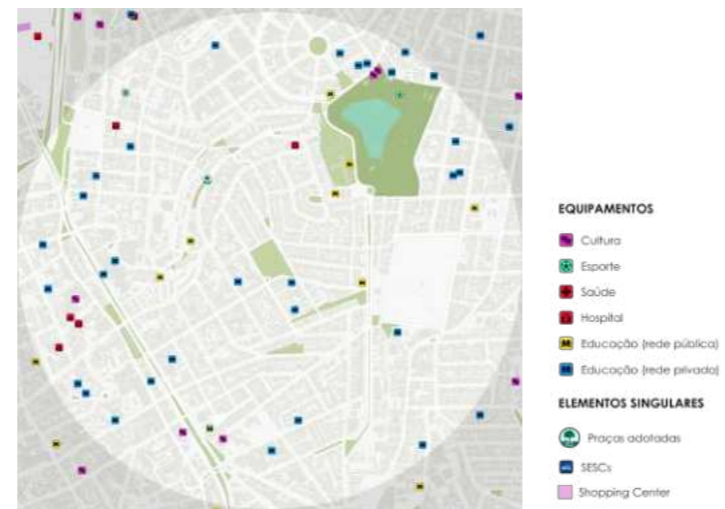 EQUIPAMENTOS
Cultura
Esporte
Saúde
Hospital
Educação (rede pública)
Educação (rede privada)
ELEMENTOS SINGULARES
Praças adotadas
SESCs
Shopping Center